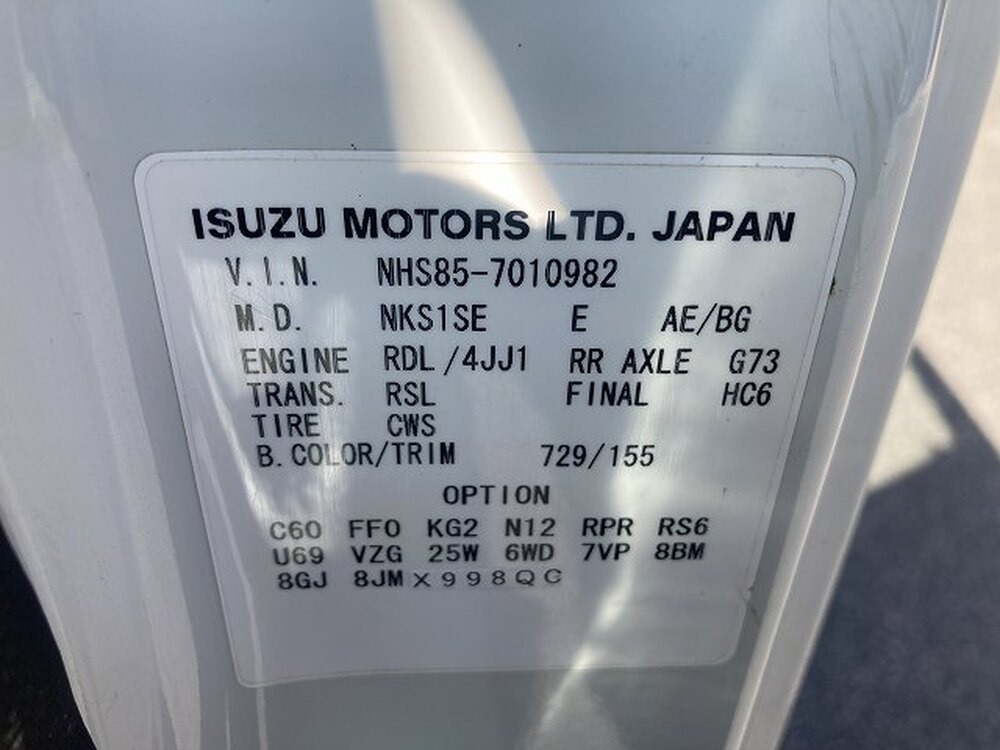 ISUZU MOTORS LTD. JAPAN
V.I.N. NHS85-7010982
M.D. NKS1SE E AE/BG
ENGINE RDL/4JJ1 RR AXLE G73
TRANS. RSL FINAL HC6
TIRE CWS
B.COLOR/TRIM 729/155
OPTION
C60 FF0 KG2 N12 RPR RS6
U69 VZG 25W 6WD 7VP 8BM
8GJ 8JM X998QC